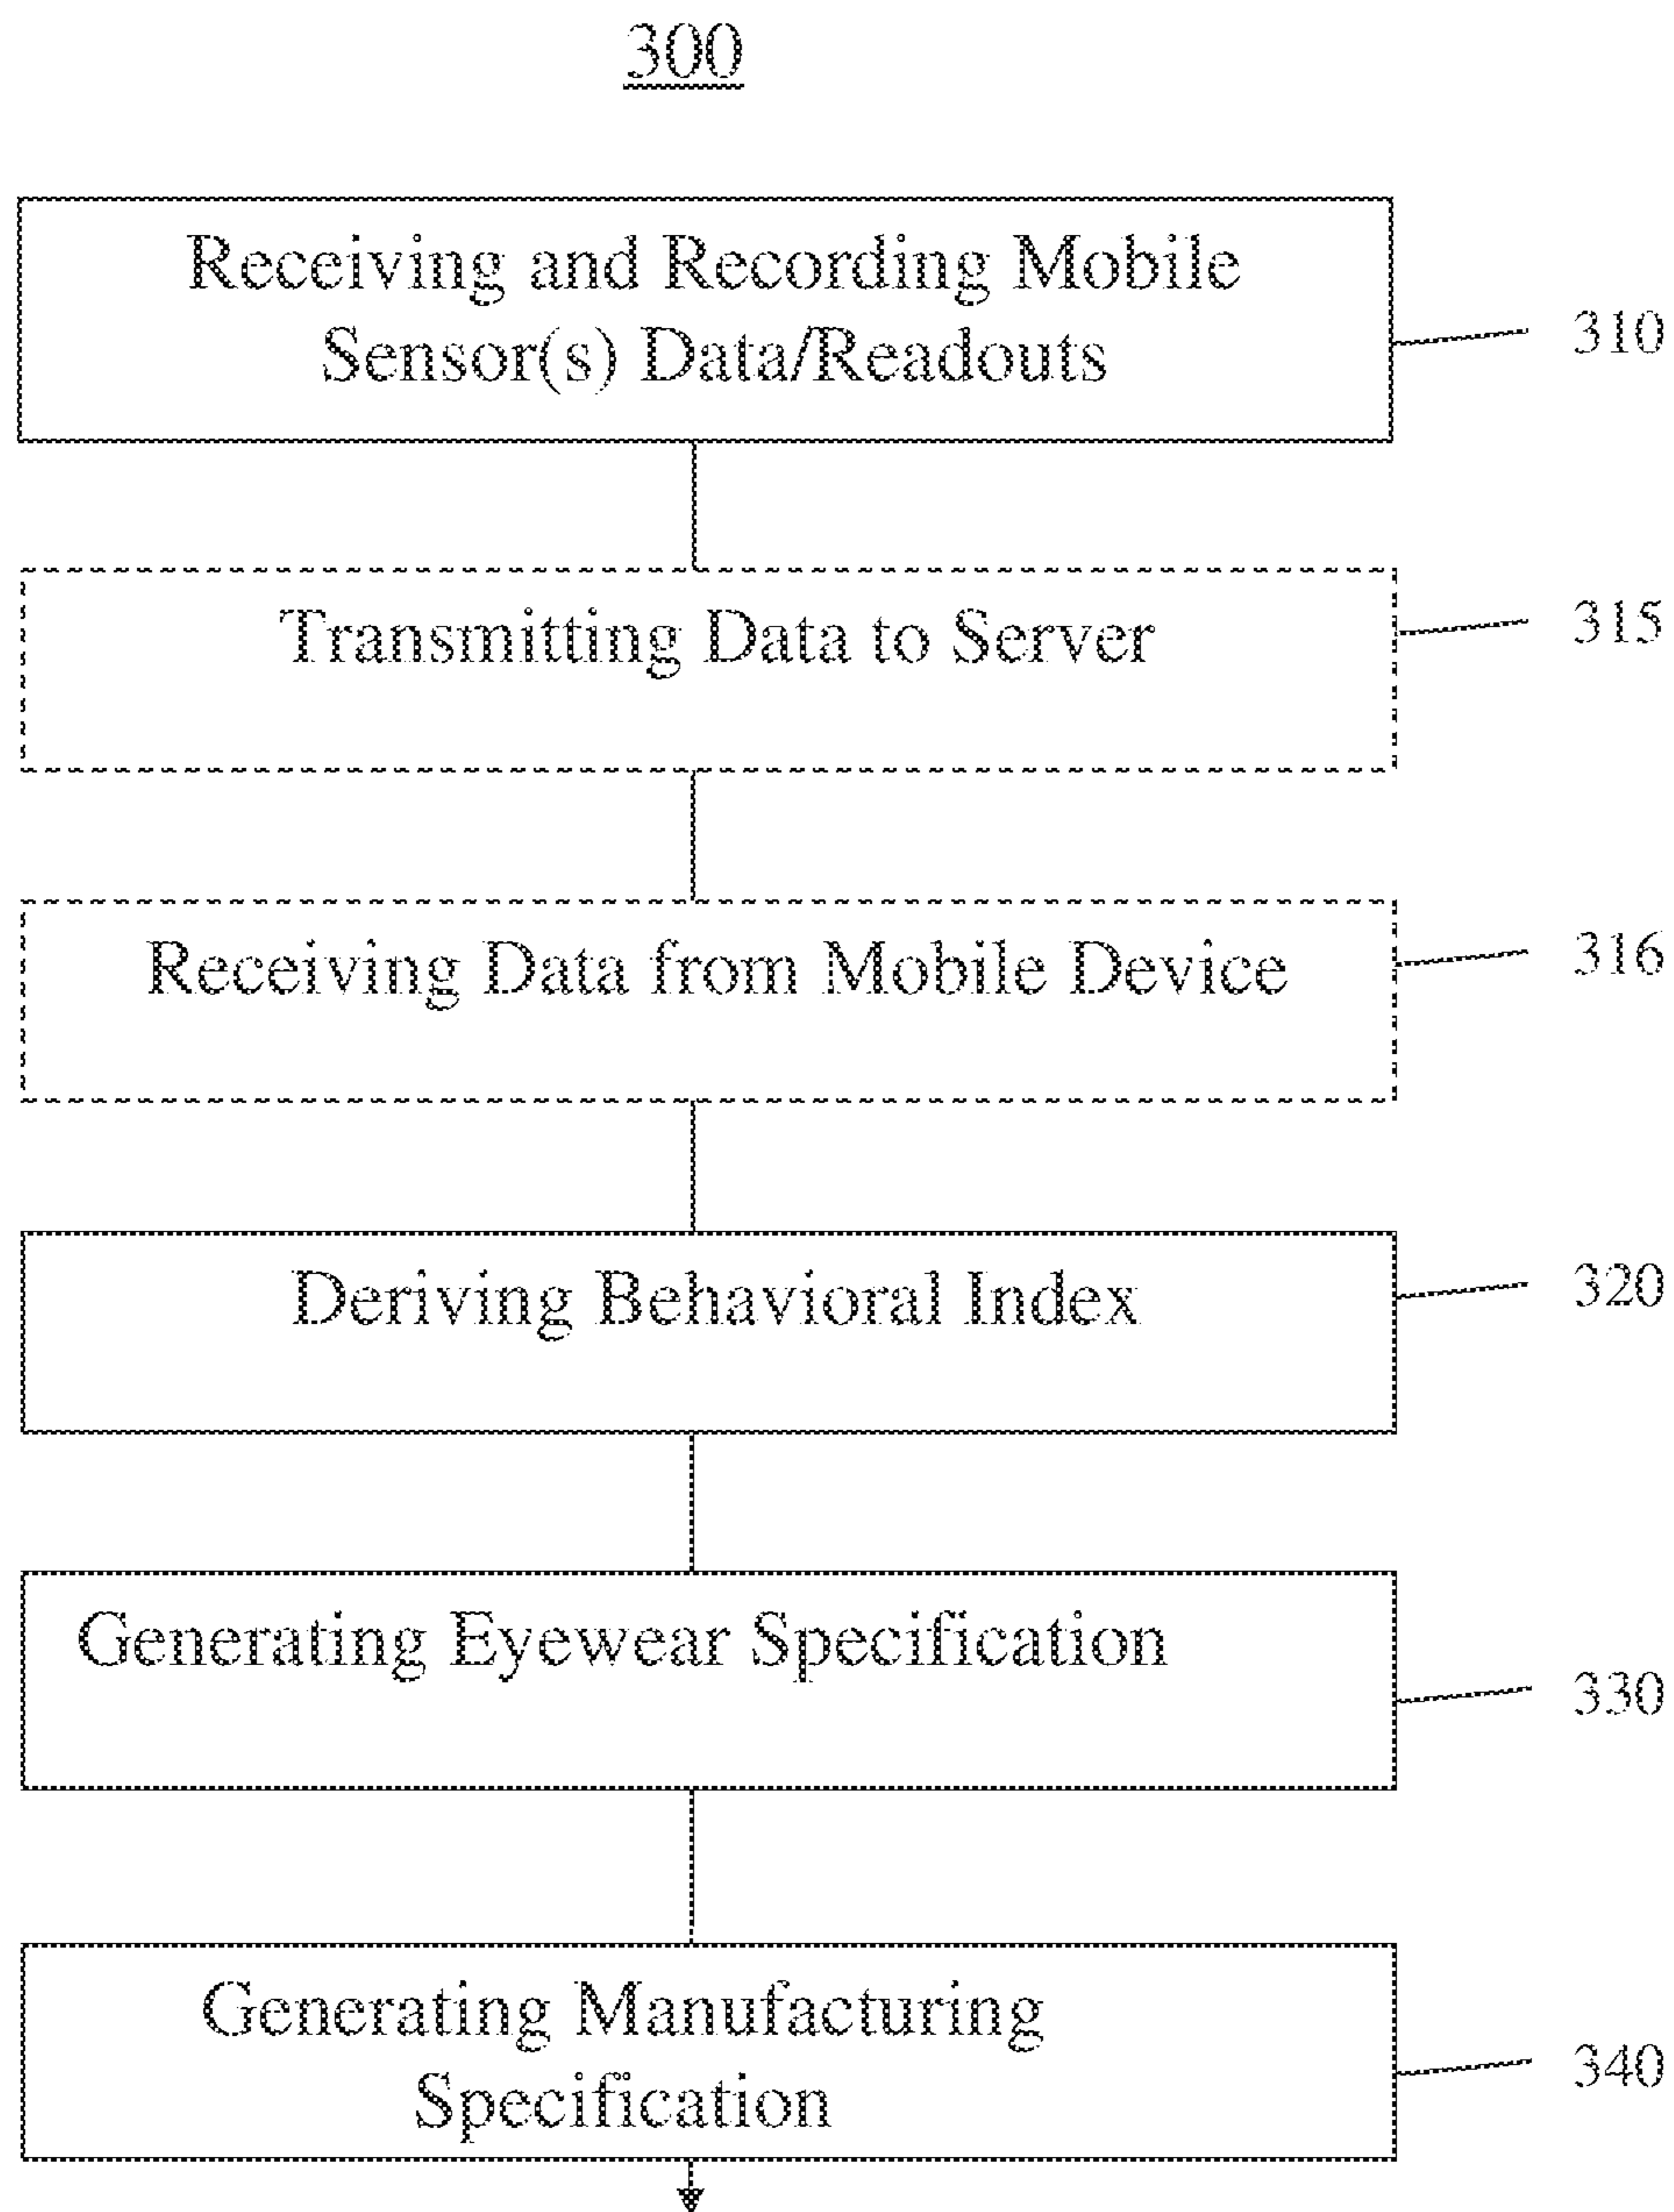 300
Receiving and Recording Mobile
Sensor(s) Data/Readouts
310
Transmitting Data to Server
315
Receiving Data from Mobile Device
316
Deriving Behavioral Index
320
Generating Eyewear Specification
330
Generating Manufacturing
Specification
340